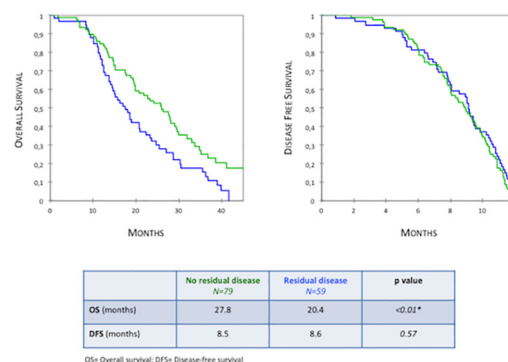 1
0,9
0,8
0,7
0,6
0,5
0,4
0,3
0,2
0,1
0
OVERALL SURVIVAL
0 10 20 30 40
MONTHS
1
0,9
0,8
0,7
0,6
0,5
0,4
0,3
0,2
0,1
0
DISEASE FREE SURVIVAL
0 2 4 6 8 10
MONTHS
No residual disease Residual disease p value
N=79 N=59
OS (months) 27.8 20.4 <0.01*
DFS (months) 8.5 8.6 0.57
OS= Overall survival; DFS= Disease-free survival